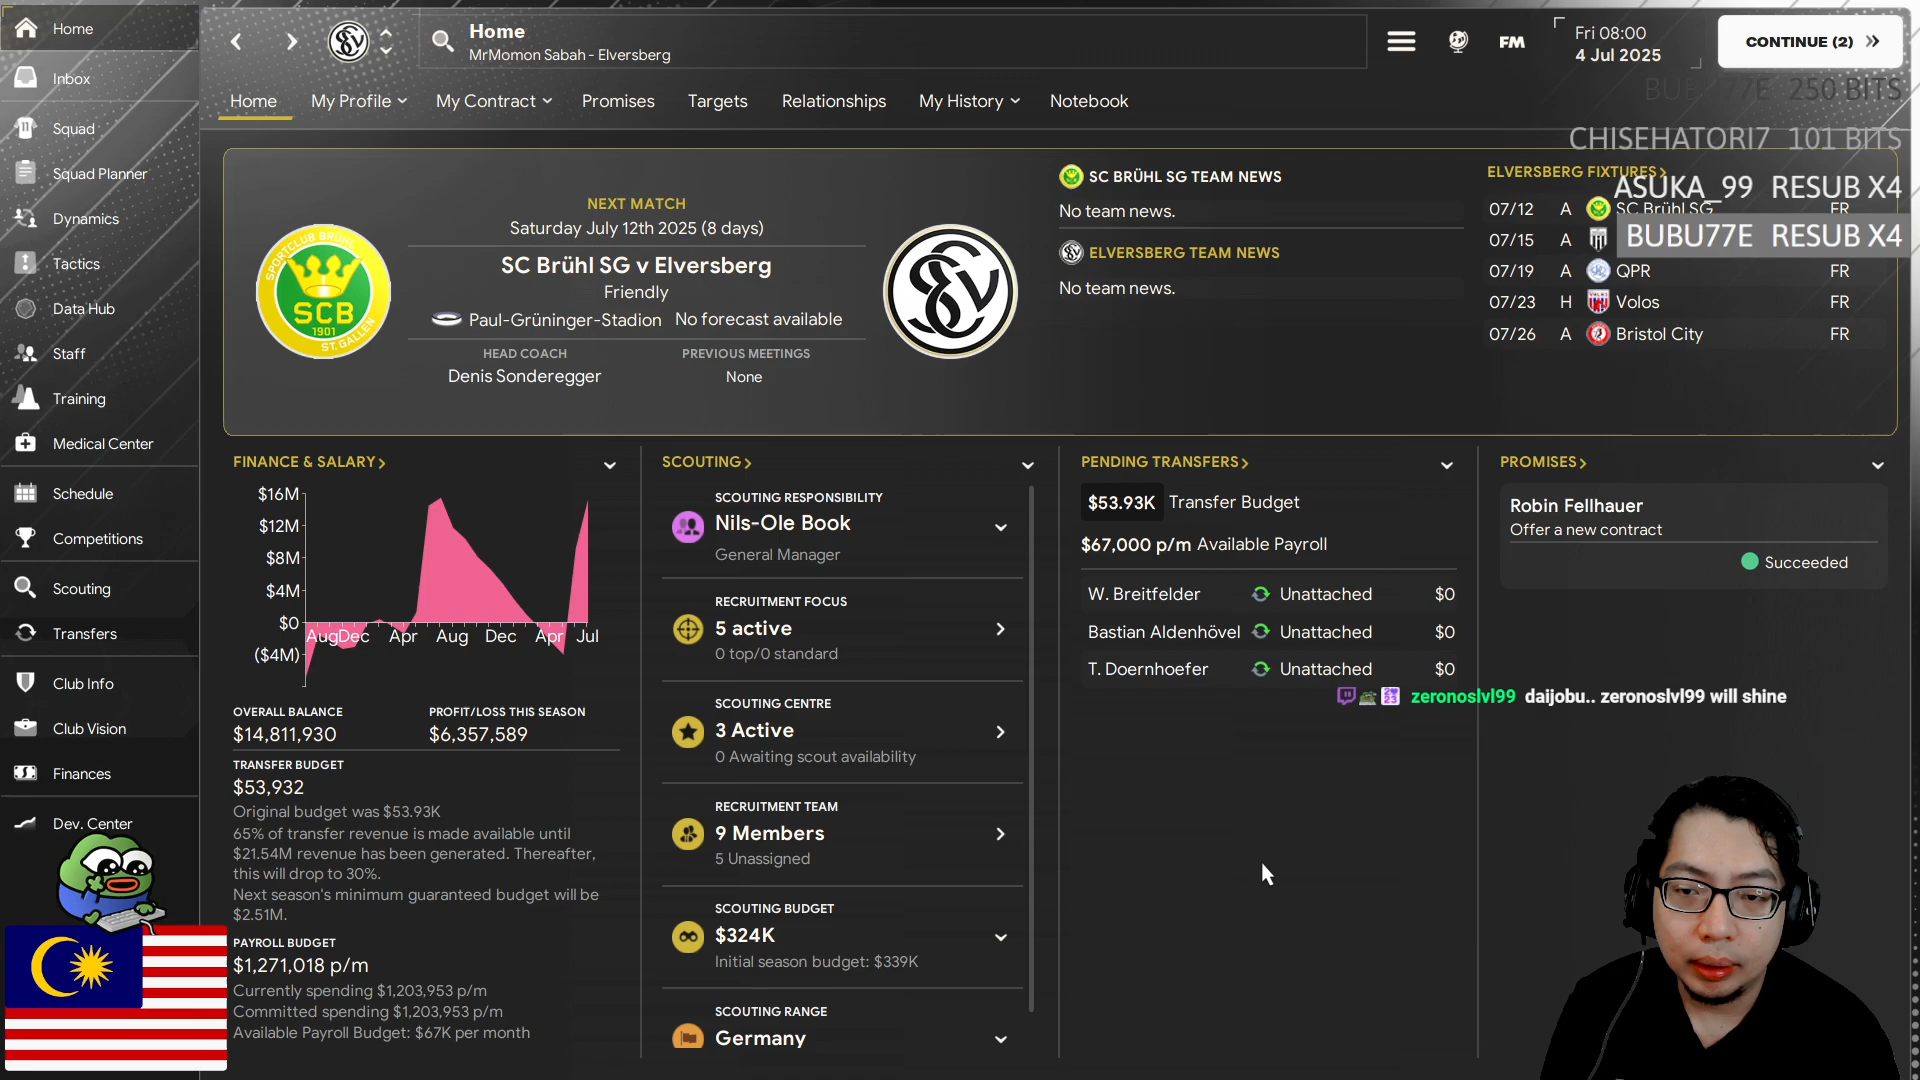 Home
Inbox
Squad
Squad Planner
Dynamics
Tactics
Data Hub
Staff
Training
Medical Center
Schedule
Competitions
Scouting
Transfers
Club Info
Club Vision
Finances
Dev. Center
Home
MrMomon Sabah - Elversberg
FM
Fri 08:00
4 Jul 2025
CONTINUE (2)
Home
My Profile
My Contract
Promises
Targets
Relationships
My History
Notebook
BUBU77E 250 BITS
CHISEHATORI7 101 BITS
ASUKA_99 RESUB X4
BUBU77E RESUB X4
NEXT MATCH
Saturday July 12th 2025 (8 days)
SC Brühl SG v Elversberg
Friendly
Paul-Grüninger-Stadion
No forecast available
HEAD COACH
Denis Sonderegger
PREVIOUS MEETINGS
None
SPORTCLUB BRÜHL
SCB
1901
ST. GALLEN
SC BRÜHL SG TEAM NEWS
No team news.
ELVERSBERG TEAM NEWS
No team news.
ELVERSBERG FIXTURES
07/12 A SC Brühl SG FR
07/15 A
07/19 A QPR FR
07/23 H Volos FR
07/26 A Bristol City FR
FINANCE & SALARY
$16M
$12M
$8M
$4M
$0
($4M)
Aug Dec Apr Aug Dec Apr Jul
OVERALL BALANCE
$14,811,930
PROFIT/LOSS THIS SEASON
$6,357,589
TRANSFER BUDGET
$53,932
Original budget was $53.93K
65% of transfer revenue is made available until
$21.54M revenue has been generated. Thereafter,
this will drop to 30%.
Next season's minimum guaranteed budget will be
$2.51M.
PAYROLL BUDGET
$1,271,018 p/m
Currently spending $1,203,953 p/m
Committed spending $1,203,953 p/m
Available Payroll Budget: $67K per month
SCOUTING
SCOUTING RESPONSIBILITY
Nils-Ole Book
General Manager
RECRUITMENT FOCUS
5 active
0 top/0 standard
SCOUTING CENTRE
3 Active
0 Awaiting scout availability
RECRUITMENT TEAM
9 Members
5 Unassigned
SCOUTING BUDGET
$324K
Initial season budget: $339K
SCOUTING RANGE
Germany
PENDING TRANSFERS
$53.93K Transfer Budget
$67,000 p/m Available Payroll
W. Breitfelder Unattached $0
Bastian Aldenhövel Unattached $0
T. Doernhoefer Unattached $0
PROMISES
Robin Fellhauer
Offer a new contract
Succeeded
zeronoslvl99 daijobu.. zeronoslvl99 will shine